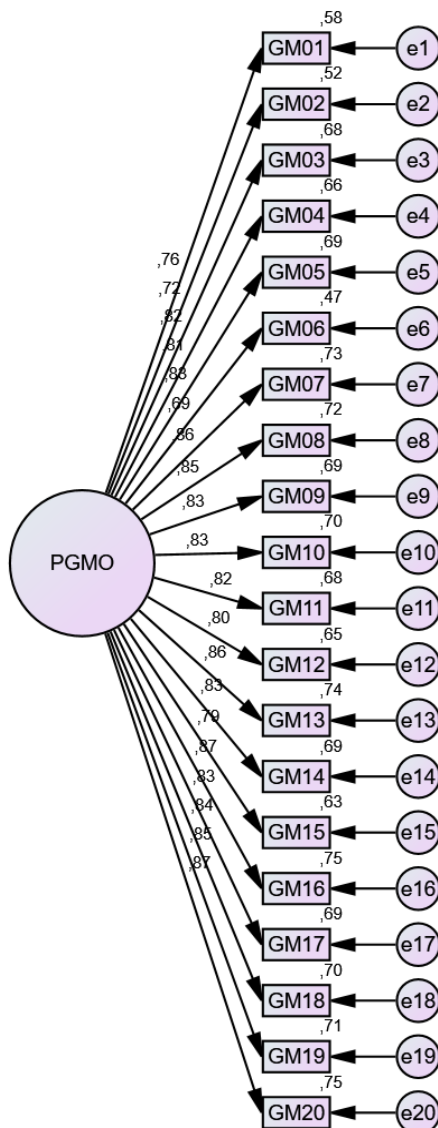 ,58
GM01 e1
,52
GM02 e2
,68
GM03 e3
,66
GM04 e4
,69
GM05 e5
,47
GM06 e6
,73
GM07 e7
,72
GM08 e8
,69
GM09 e9
,70
GM10 e10
,68
GM11 e11
,65
GM12 e12
,74
GM13 e13
,69
GM14 e14
,63
GM15 e15
,75
GM16 e16
,69
GM17 e17
,70
GM18 e18
,71
GM19 e19
,75
GM20 e20
,76
,72
,82
,81
,83
,69
,86
,85
,83
,83
,82
,80
,86
,83
,79
,87
,83
,84
,85
,87
PGMO